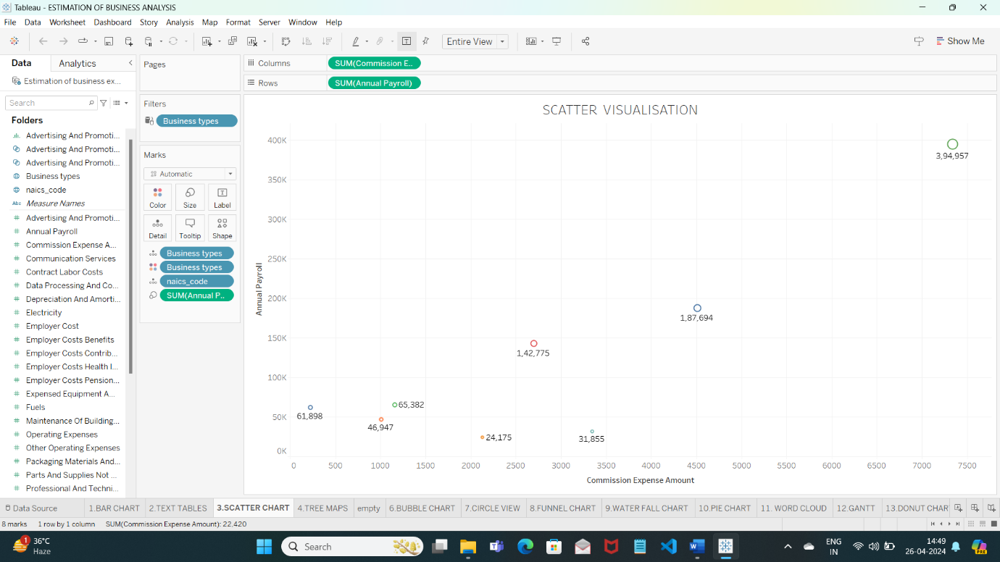 Tableau - ESTIMATION OF BUSINESS ANALYSIS
File Data Worksheet Dashboard Story Analysis Map Format Server Window Help
Entire View
Show Me
Data
Analytics
Estimation of business ex...
Search
Folders
Advertising And Promoti...
Advertising And Promoti...
Advertising And Promoti...
Business types
naics_code
Abc Measure Names
Advertising And Promoti...
Annual Payroll
Commission Expense A...
Communication Services
Contract Labor Costs
Data Processing And Co...
Depreciation And Amorti...
Electricity
Employer Cost
Employer Costs Benefits
Employer Costs Contrib...
Employer Costs Health I...
Employer Costs Pension...
Expensed Equipment A...
Fuels
Maintenance Of Building...
Operating Expenses
Other Operating Expenses
Packaging Materials And...
Parts And Supplies Not ...
Professional And Techni...
Pages
Filters
Business types
Marks
Automatic
Color Size Label
Detail Tooltip Shape
Business types
Business types
naics_code
SUM(Annual P..
Columns SUM(Commission E..
Rows SUM(Annual Payroll)
SCATTER VISUALISATION
400K
350K
300K
250K
200K
150K
100K
50K
0K
Annual Payroll
3,94,957
1,87,694
1,42,775
65,382
61,898
46,947
24,175
31,855
0 500 1000 1500 2000 2500 3000 3500 4000 4500 5000 5500 6000 6500 7000 7500
Commission Expense Amount
Data Source 1.BAR CHART 2.TEXT TABLES 3.SCATTER CHART 4.TREE MAPS empty 6.BUBBLE CHART 7.CIRCLE VIEW 8.FUNNEL CHART 9.WATER FALL CHART 10.PIE CHART 11. WORD CLOUD 12.GANTT 13.DONUT CHAR
8 marks 1 row by 1 column SUM(Commission Expense Amount): 22,420
1
36°C
Haze
Search
ENG
IN
14:49
26-04-2024
PRE